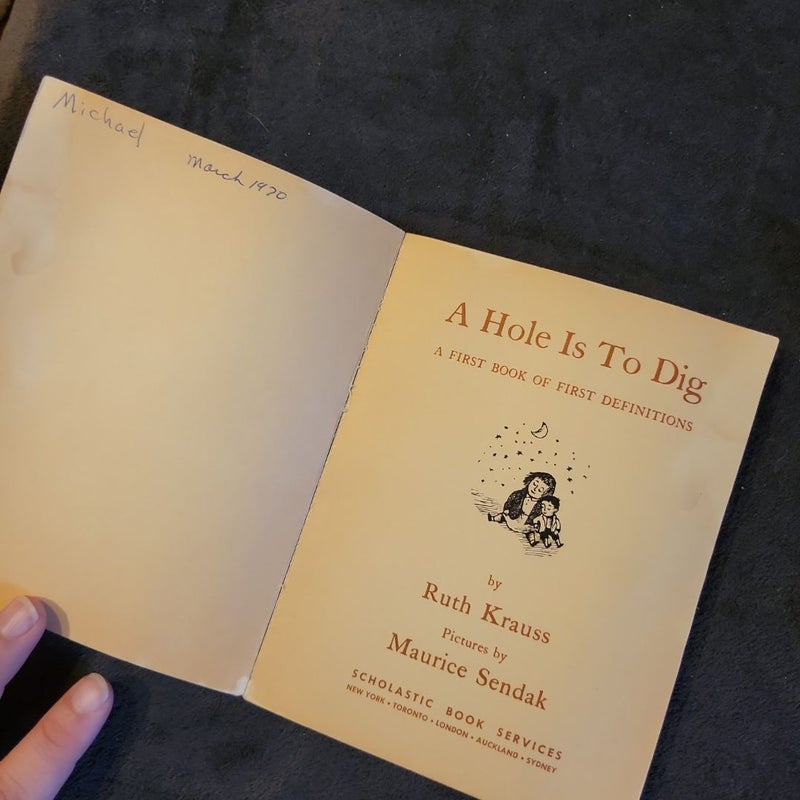 Michael
March 1970
A Hole Is To Dig
A FIRST BOOK OF FIRST DEFINITIONS
by
Ruth Krauss
Pictures by
Maurice Sendak
SCHOLASTIC BOOK SERVICES
NEW YORK • TORONTO • LONDON • AUCKLAND • SYDNEY